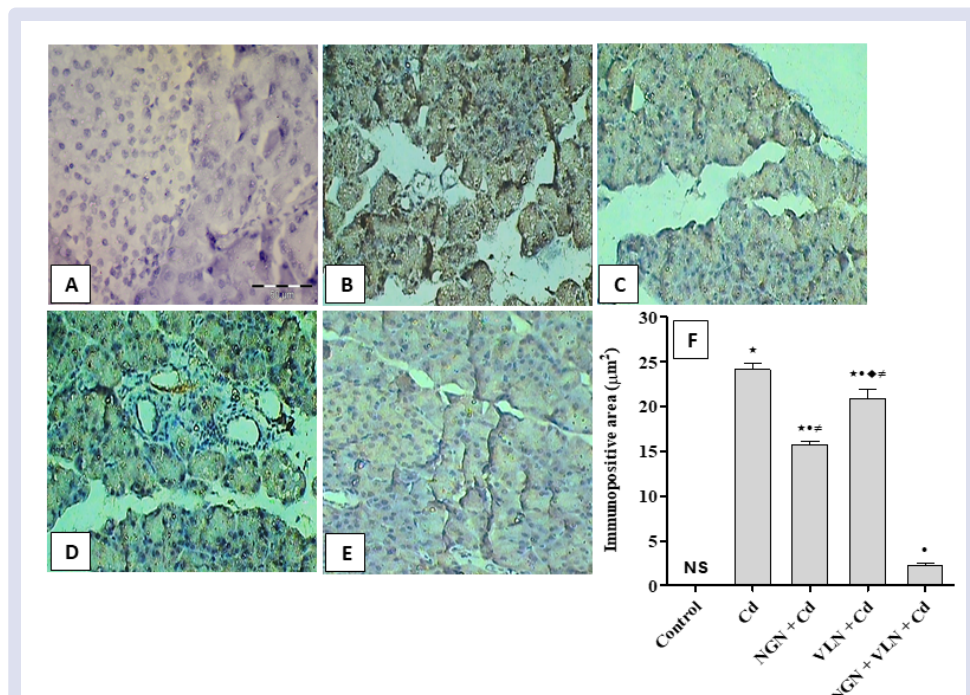 A
B
C
D
E
F
Immunopositive area (μm²)
30
25
20
15
10
5
0
NS
★
★•≠
★•◆≠
•
Control
Cd
NGN + Cd
VLN + Cd
NGN + VLN + Cd